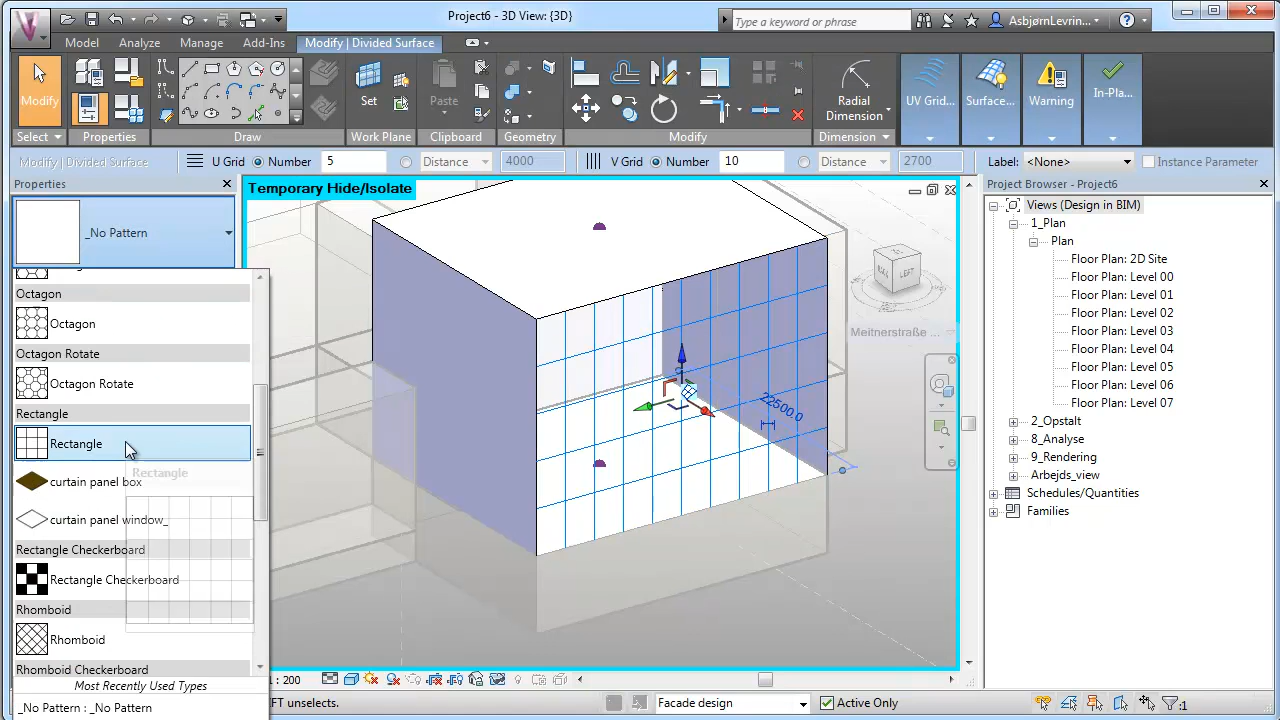 Project6 - 3D View: {3D}
Type a keyword or phrase
AsbjørnLevrin...
Model Analyze Manage Add-Ins Modify | Divided Surface
Modify
Set
Paste
Radial Dimension
UV Grid...
Surface...
Warning
In-Pla...
Select Properties Draw Work Plane Clipboard Geometry Modify Dimension
Modify | Divided Surface U Grid Number 5 Distance 4000 V Grid Number 10 Distance 2700 Label: <None> Instance Parameter
Properties
_No Pattern
Octagon
Octagon
Octagon Rotate
Octagon Rotate
Rectangle
Rectangle
Rectangle
curtain panel box
curtain panel window_
Rectangle Checkerboard
Rectangle Checkerboard
Rhomboid
Rhomboid
Rhomboid Checkerboard
Most Recently Used Types
_No Pattern : _No Pattern
Temporary Hide/Isolate
22500.0
LEFT
Meitnerstraße ...
: 200
FT unselects.
Facade design
Active Only
:1
Project Browser - Project6
Views (Design in BIM)
1_Plan
Plan
Floor Plan: 2D Site
Floor Plan: Level 00
Floor Plan: Level 01
Floor Plan: Level 02
Floor Plan: Level 03
Floor Plan: Level 04
Floor Plan: Level 05
Floor Plan: Level 06
Floor Plan: Level 07
2_Opstalt
8_Analyse
9_Rendering
Arbejds_view
Schedules/Quantities
Families